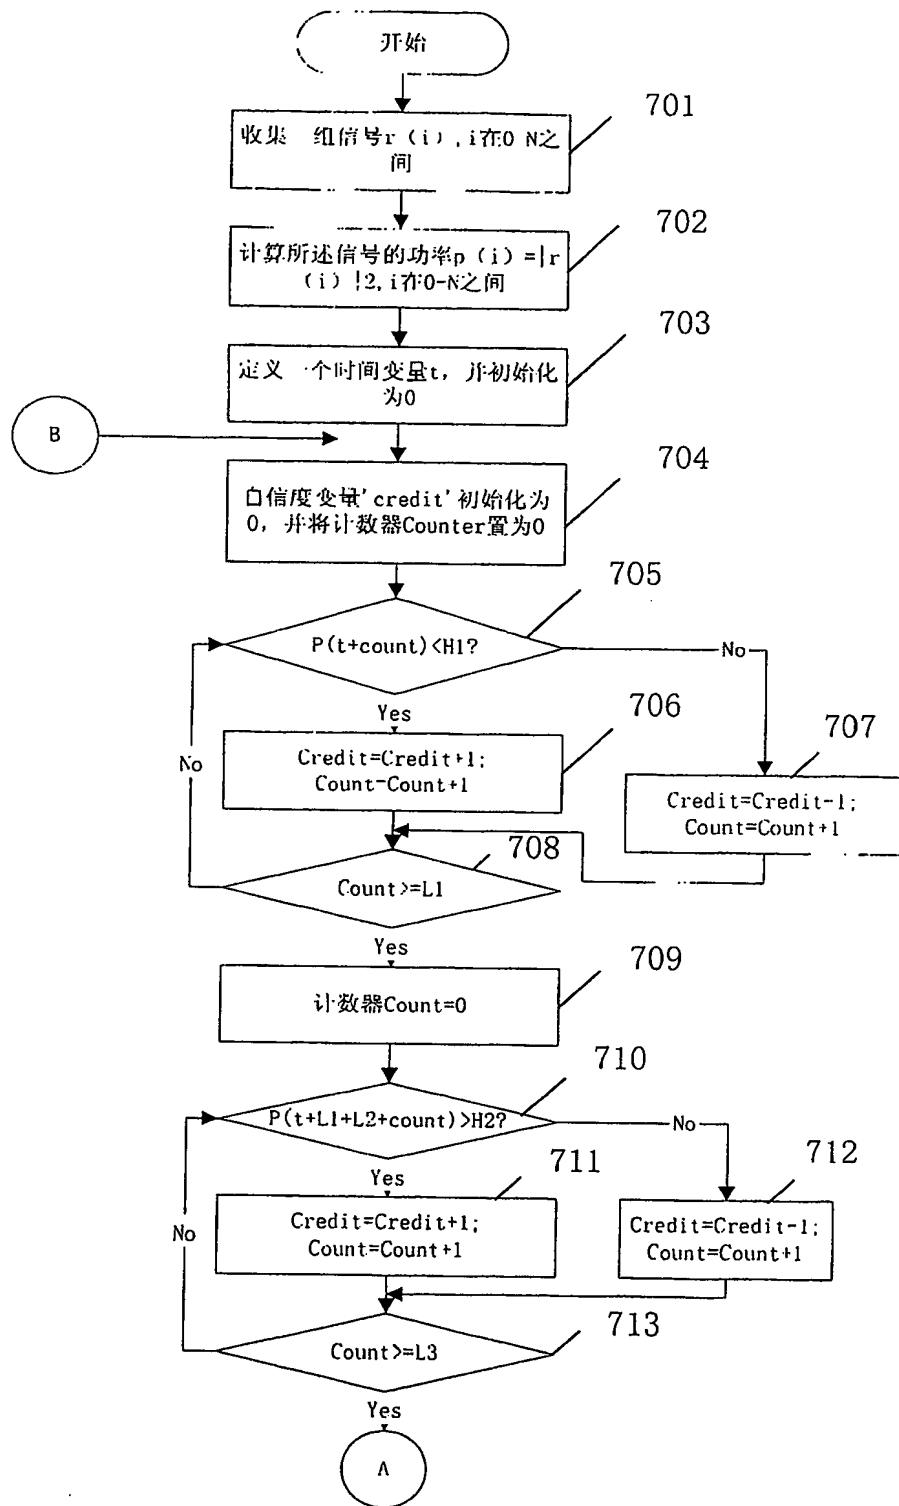 开始
701
收集一组信号r（i）,i在0-N之
间
702
计算所述信号的功率p（i）=|r
（i）|2,i在0-N之间
703
定义一个时间变量t，并初始化
为0
B
704
自信度变量'credit'初始化为
0，并将计数器Counter置为0
705
P(t+count)<H1?
No
Yes
706
Credit=Credit+1;
Count=Count+1
707
Credit=Credit-1;
Count=Count+1
No
708
Count>=L1
Yes
709
计数器Count=0
710
P(t+L1+L2+count)>H2?
No
Yes
711
Credit=Credit+1;
Count=Count+1
712
Credit=Credit-1;
Count=Count+1
No
713
Count>=L3
Yes
A